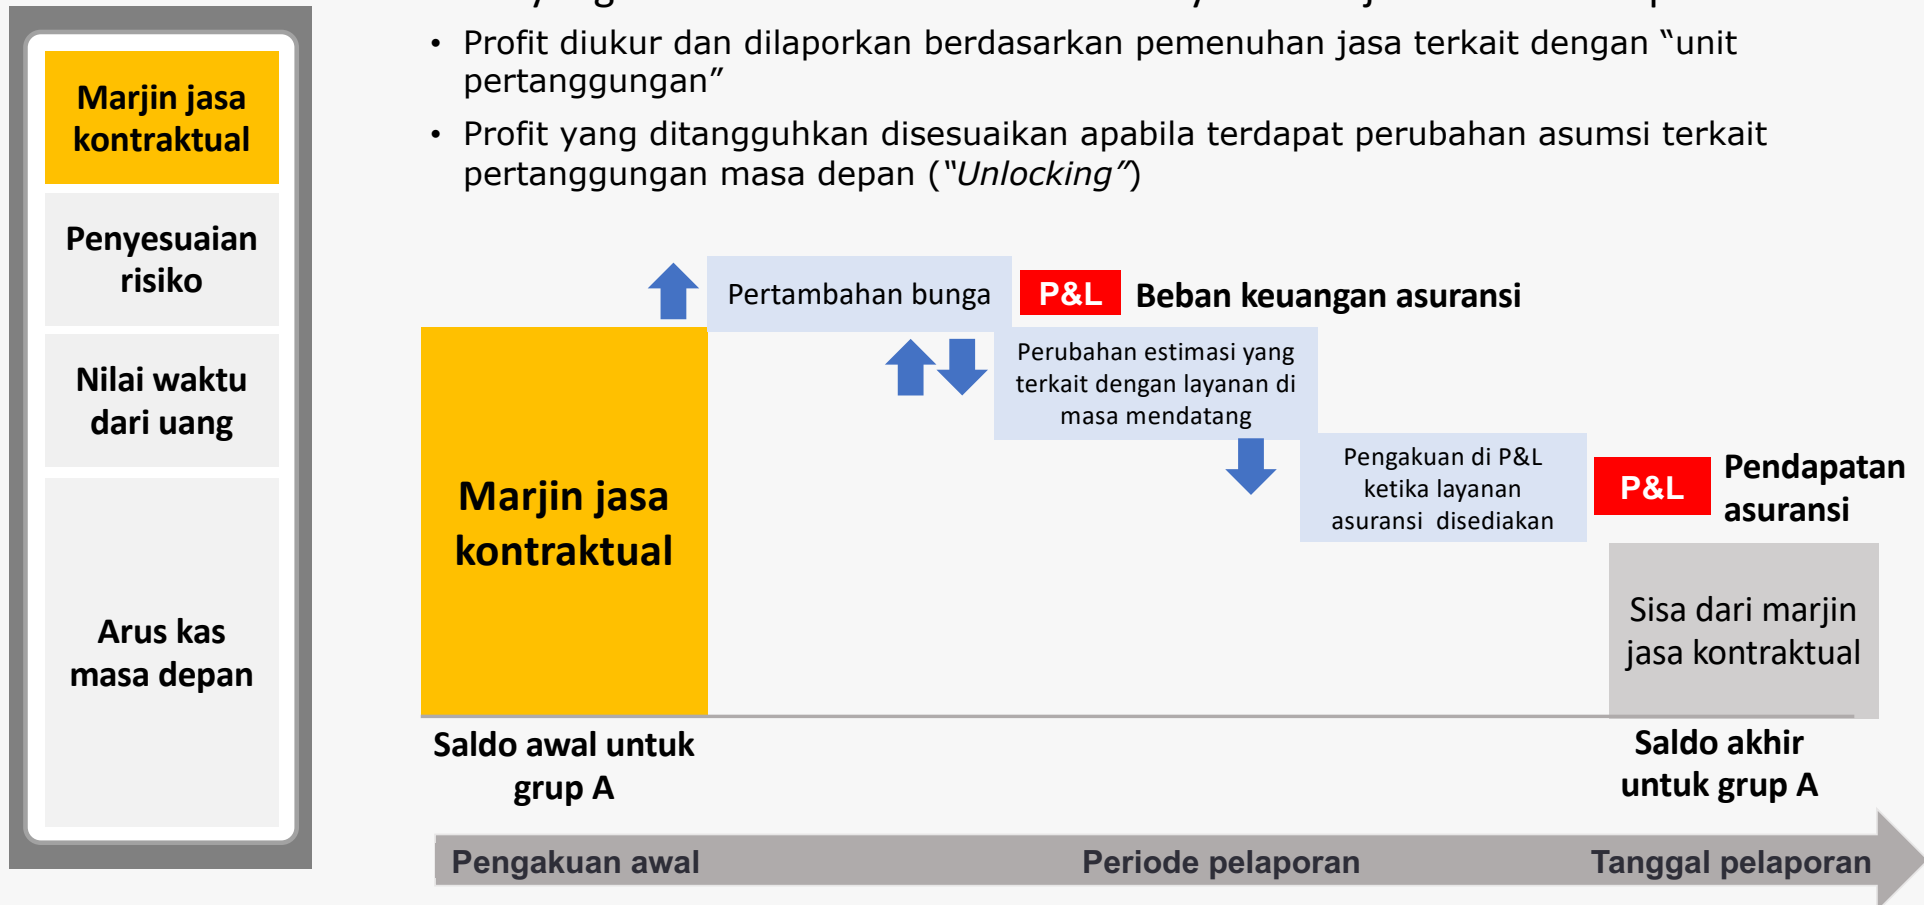 Marjin jasa
kontraktual
Penyesuaian
risiko
Nilai waktu
dari uang
Arus kas
masa depan
• Profit diukur dan dilaporkan berdasarkan pemenuhan jasa terkait dengan “unit
pertanggungan”
• Profit yang ditangguhkan disesuaikan apabila terdapat perubahan asumsi terkait
pertanggungan masa depan (“Unlocking”)
Pertambahan bunga
P&L
Beban keuangan asuransi
Perubahan estimasi yang
terkait dengan layanan di
masa mendatang
Pengakuan di P&L
ketika layanan
asuransi disediakan
P&L
Pendapatan
asuransi
Marjin jasa
kontraktual
Sisa dari marjin
jasa kontraktual
Saldo awal untuk
grup A
Saldo akhir
untuk grup A
Pengakuan awal
Periode pelaporan
Tanggal pelaporan